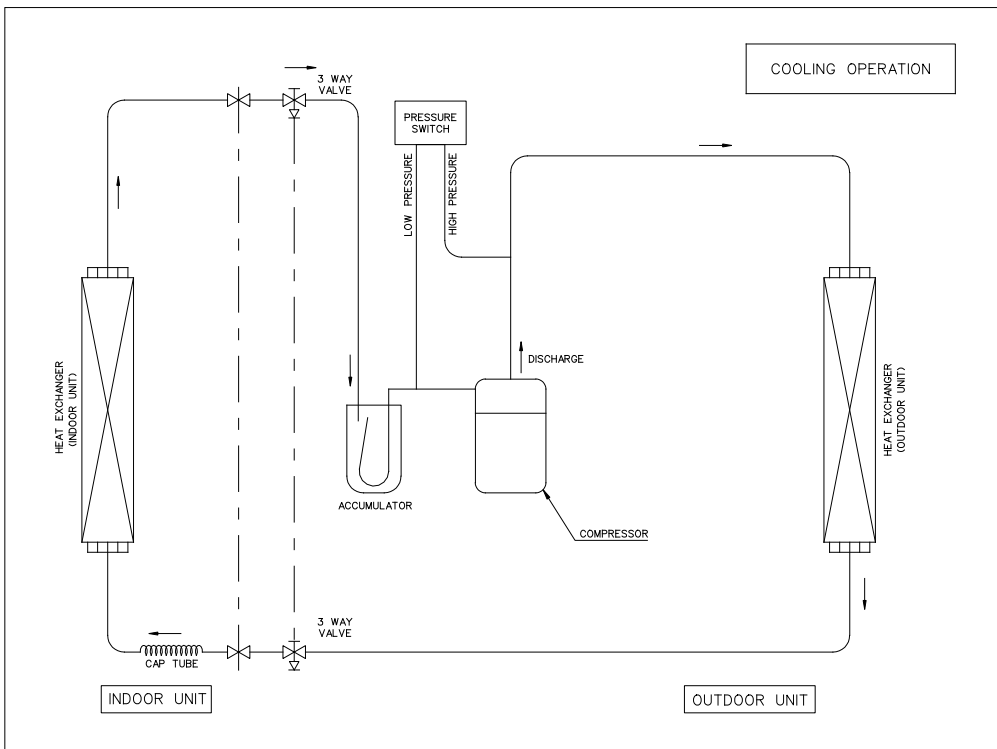 COOLING OPERATION
3 WAY
VALVE
PRESSURE
SWITCH
LOW PRESSURE
HIGH PRESSURE
DISCHARGE
HEAT EXCHANGER
(INDOOR UNIT)
HEAT EXCHANGER
(OUTDOOR UNIT)
ACCUMULATOR
COMPRESSOR
3 WAY
VALVE
CAP TUBE
INDOOR UNIT
OUTDOOR UNIT